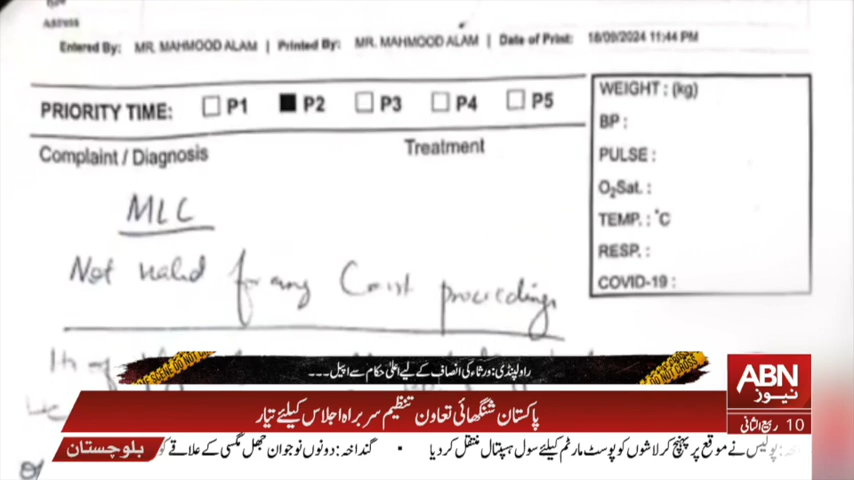 Entered By: MR. MAHMOOD ALAM | Printed By: MR. MAHMOOD ALAM | Date of Print: 18/09/2024 11:44 PM
PRIORITY TIME: P1 P2 P3 P4 P5
Complaint / Diagnosis Treatment
WEIGHT : (kg)
BP :
PULSE :
O₂Sat. :
TEMP. : °C
RESP. :
COVID-19 :
MLC
Not valid for any Court proceedings
راولپنڈی: ورثاء کی انصاف کے لیے اعلیٰ حکام سے اپیل ۔۔۔
ABN
نیوز
پاکستان شنگھائی تعاون تنظیم سربراہ اجلاس کیلئے تیار
10 ربیع الثانی
بلوچستان
گنداخہ: دونوں نوجوان جھل مگسی کے علاقے
پولیس نے موقع پر پہنچ کر لاشوں کو پوسٹ مارٹم کیلئے سول ہسپتال منتقل کردیا